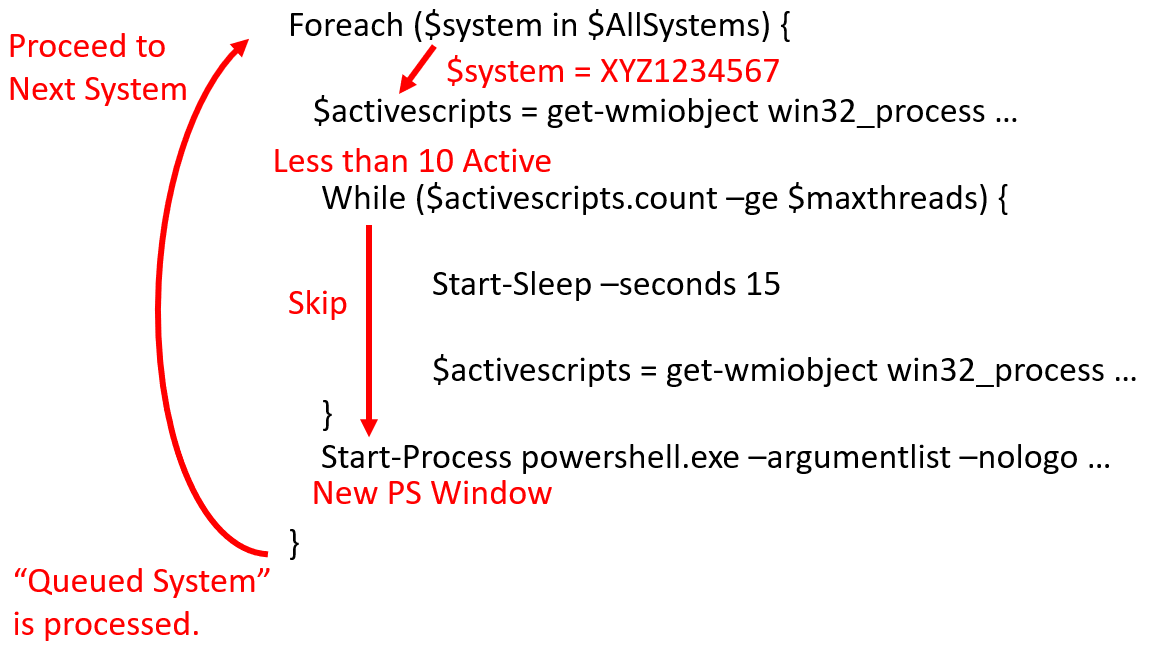 Foreach ($system in $AllSystems) {
Proceed to
Next System
$system = XYZ1234567
$activescripts = get-wmiobject win32_process …
Less than 10 Active
While ($activescripts.count –ge $maxthreads) {
Start-Sleep –seconds 15
Skip
$activescripts = get-wmiobject win32_process …
}
Start-Process powershell.exe –argumentlist –nologo …
New PS Window
}
“Queued System”
is processed.